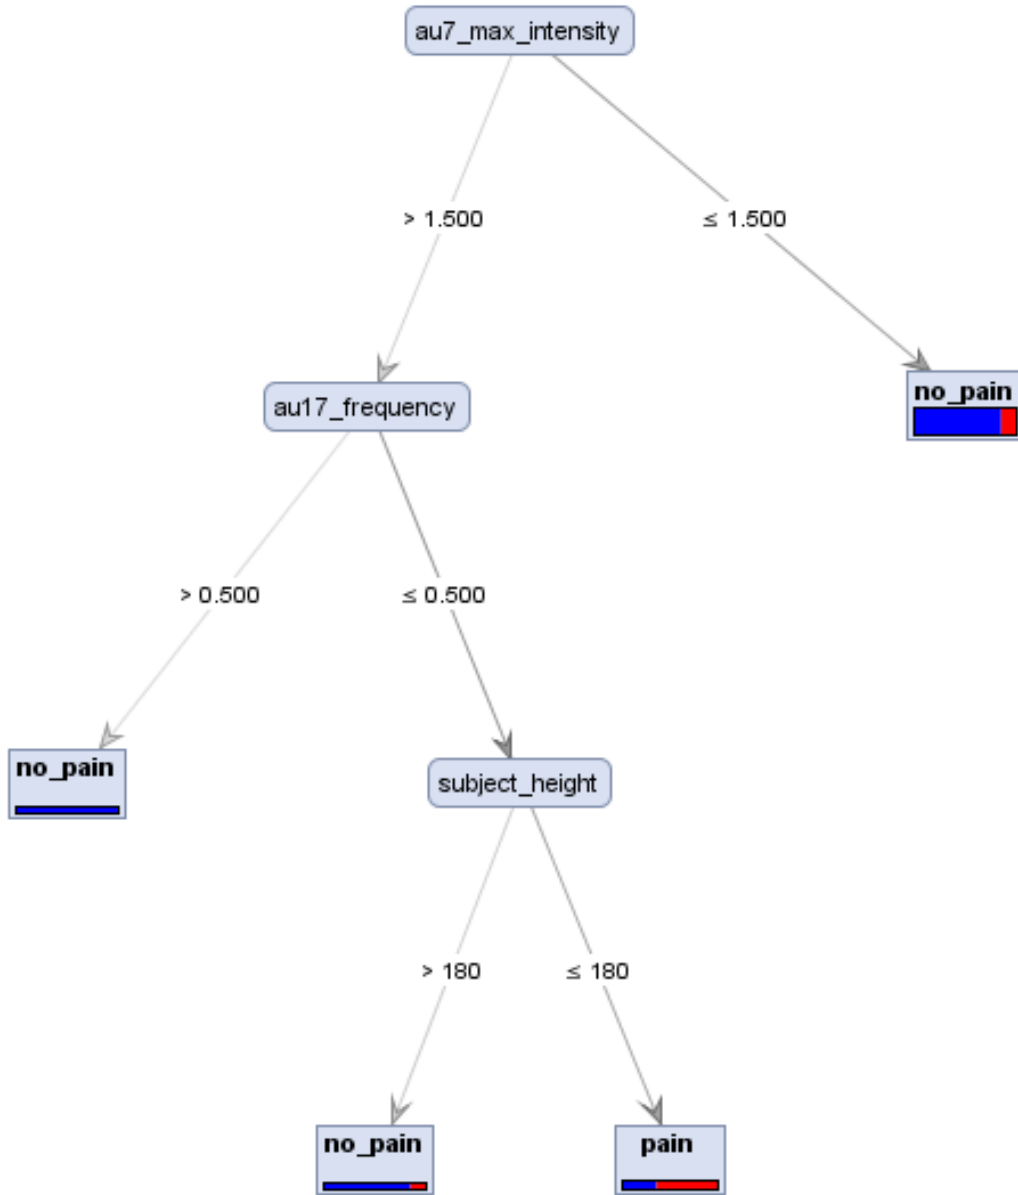 au7_max_intensity
> 1.500
≤ 1.500
au17_frequency
no_pain
> 0.500
≤ 0.500
no_pain
subject_height
> 180
≤ 180
no_pain
pain